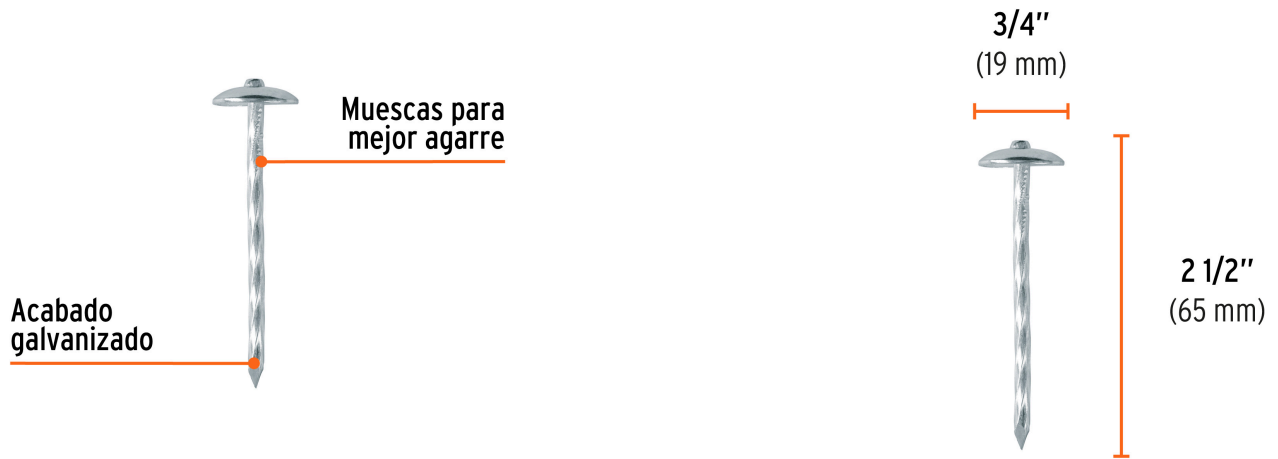 Muescas para
mejor agarre
Acabado
galvanizado
3/4"
(19 mm)
2 1/2"
(65 mm)